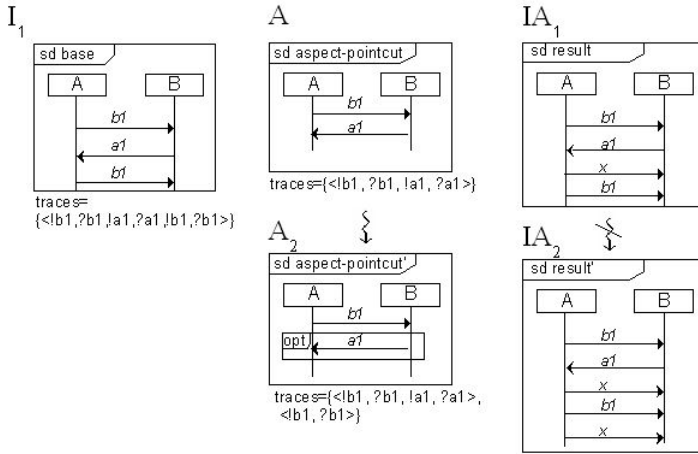 I1
sd base
A
B
b1
a1
b1
traces=
{<!b1,?b1,!a1,?a1,!b1,?b1>}
A
sd aspect-pointcut
A
B
b1
a1
traces={<!b1, ?b1, !a1, ?a1>}
A2
sd aspect-pointcut'
A
B
b1
opt
a1
traces={<!b1, ?b1, !a1, ?a1>,
<!b1, ?b1>}
IA1
sd result
A
B
b1
a1
x
b1
IA2
sd result'
A
B
b1
a1
x
b1
x